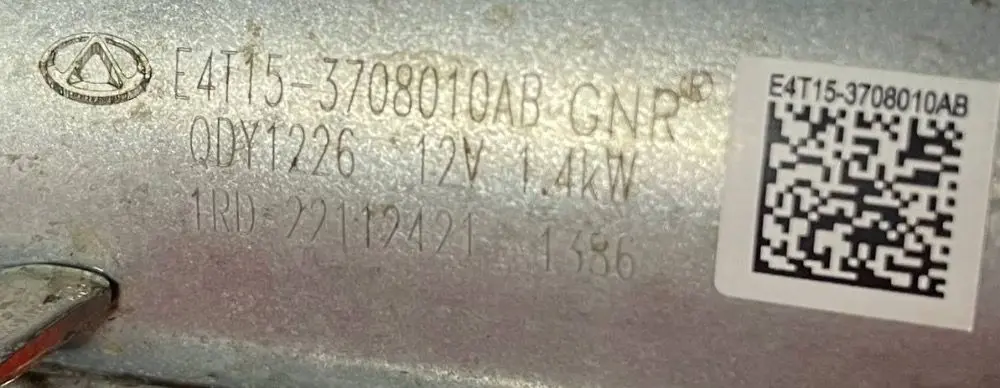 E4T15-3708010AB GNR®
QDY1226 12V 1.4kW
1RD 22112421 1386
E4T15-3708010AB